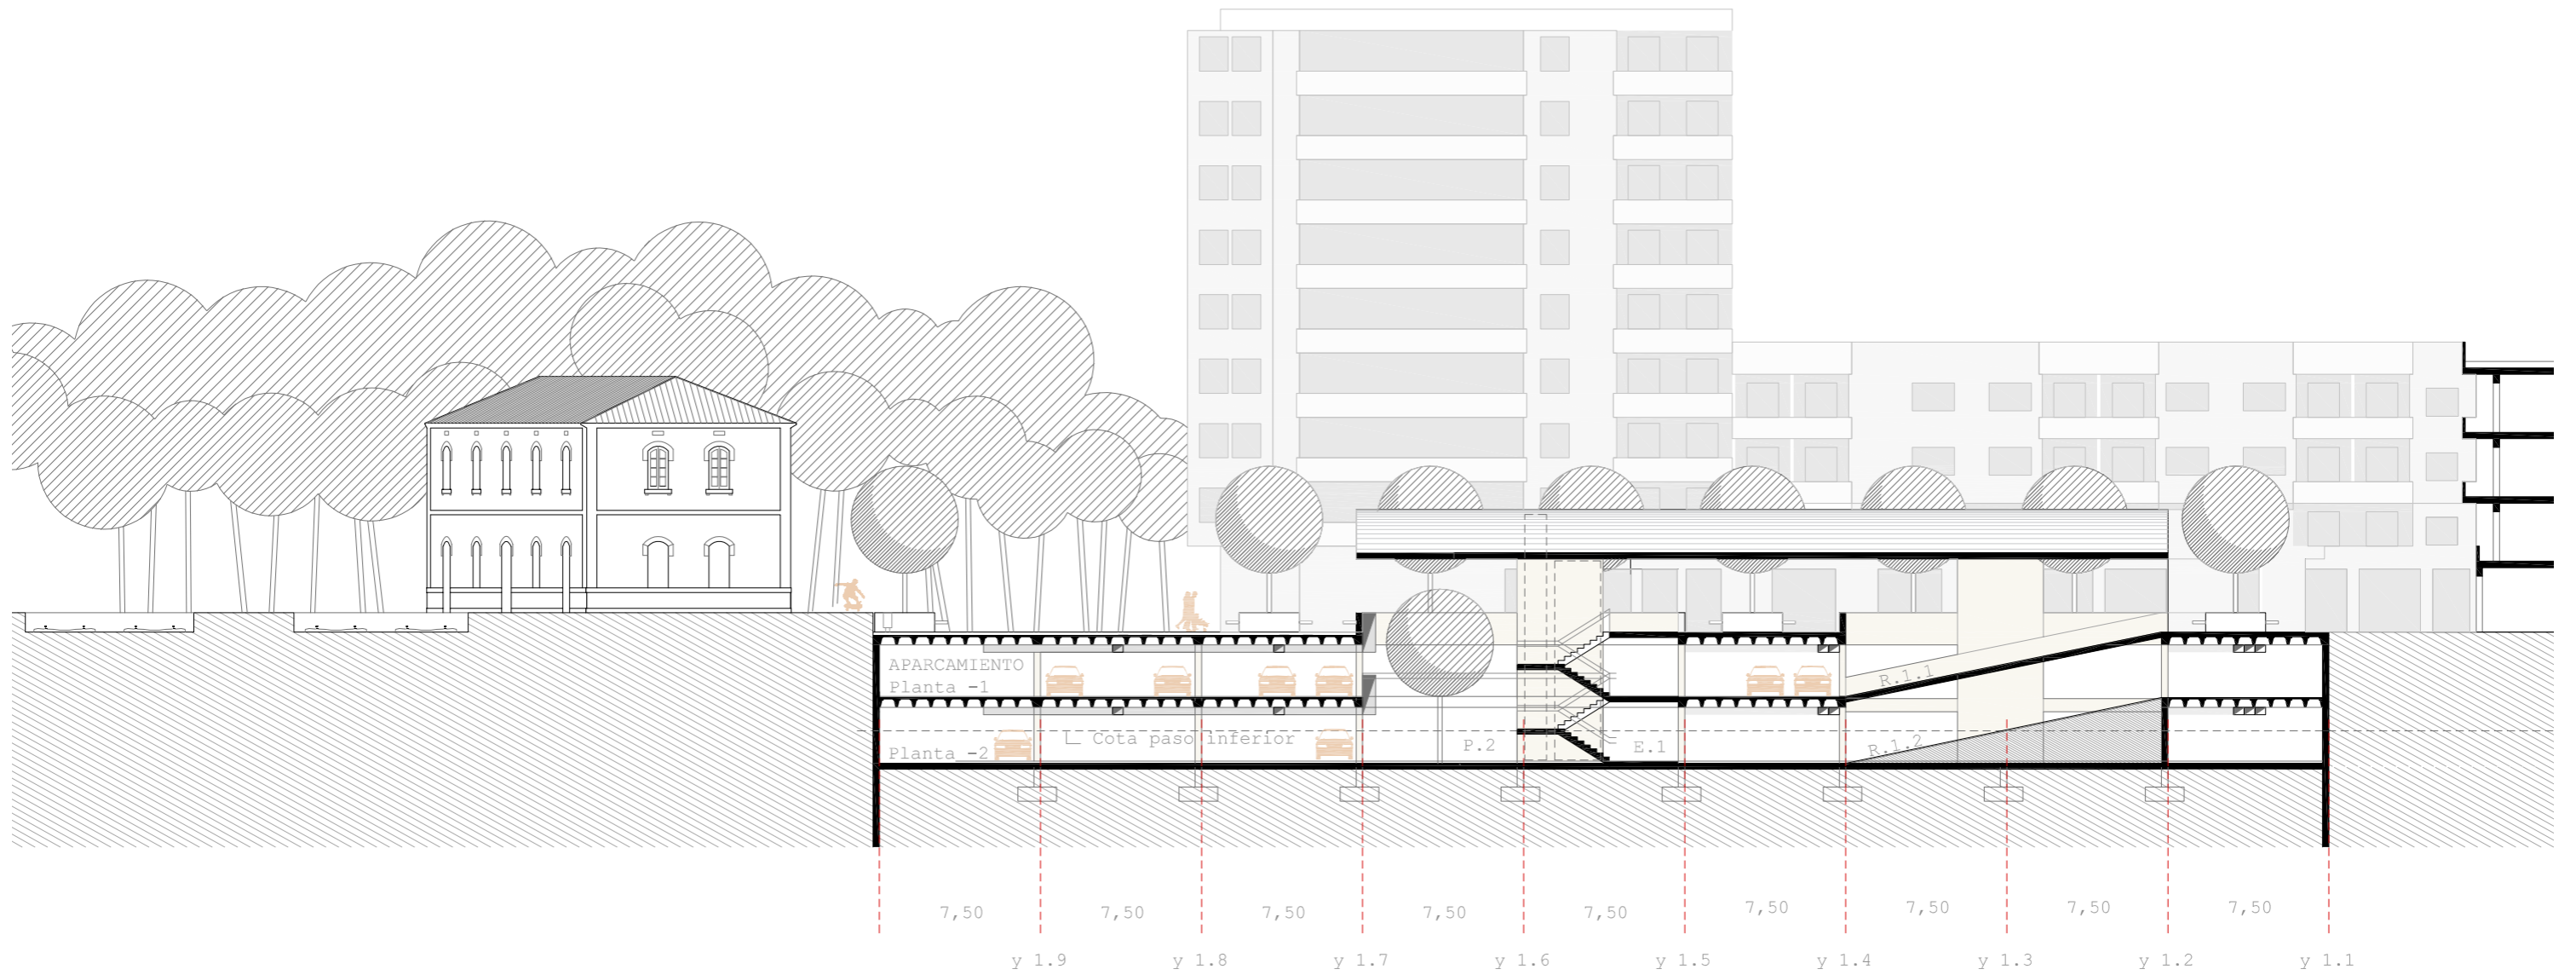 APARCAMIENTO
Planta -1
R.1.1
Cota paso inferior
Planta -2
P.2
E.1
R.1.2
7,50 7,50 7,50 7,50 7,50 7,50 7,50 7,50 7,50
y 1.9 y 1.8 y 1.7 y 1.6 y 1.5 y 1.4 y 1.3 y 1.2 y 1.1